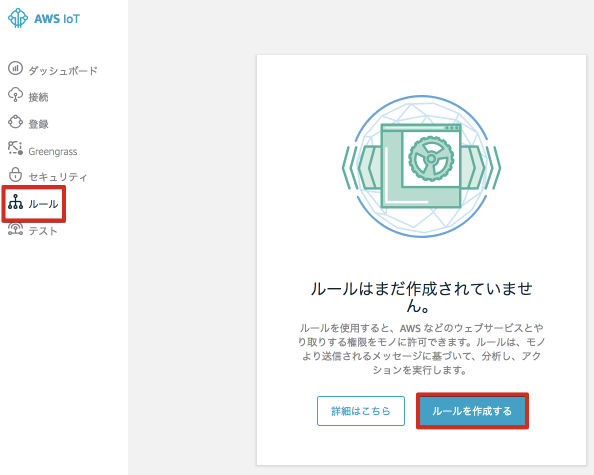 AWS IoT
ダッシュボード
接続
登録
Greengrass
セキュリティ
ルール
テスト
ルールはまだ作成されていませ
ん。
ルールを使用すると、AWS などのウェブサービスとや
り取りする権限をモノに許可できます。ルールは、モノ
より送信されるメッセージに基づいて、分析し、アク
ションを実行します。
詳細はこちら
ルールを作成する